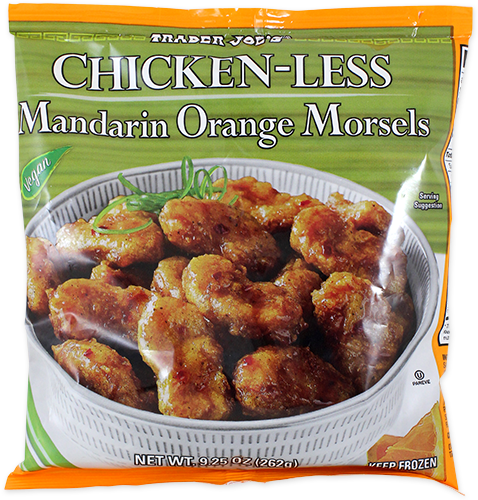 TRADER JOE'S
CHICKEN-LESS
Mandarin Orange Morsels
Vegan
Serving
Suggestion
U
PAREVE
NET WT. 9.25 OZ (262g)
KEEP FROZEN